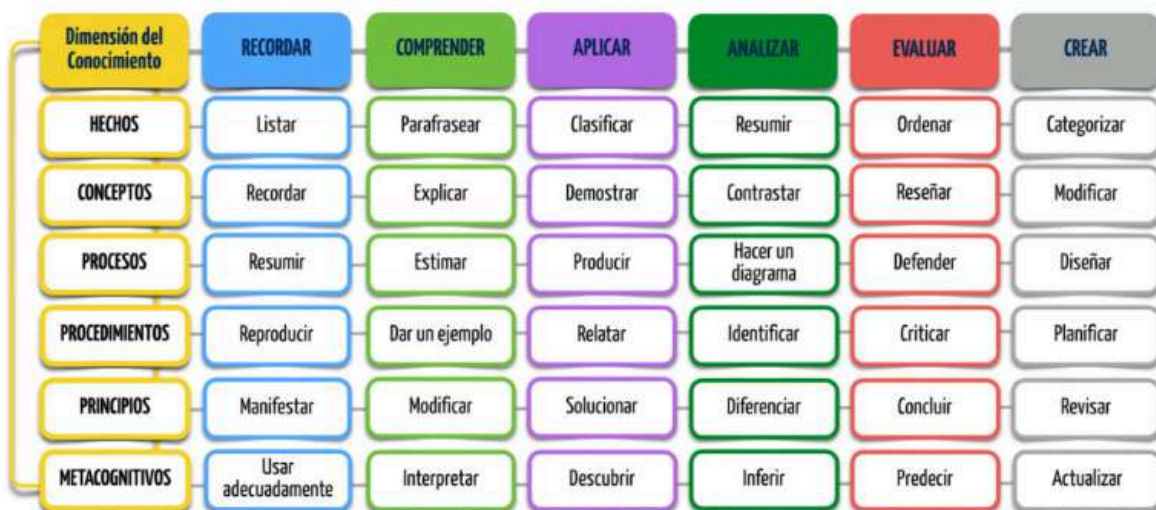 Dimensión del
Conocimiento
RECORDAR
COMPRENDER
APLICAR
ANALIZAR
EVALUAR
CREAR
HECHOS
Listar
Parafrasear
Clasificar
Resumir
Ordenar
Categorizar
CONCEPTOS
Recordar
Explicar
Demostrar
Contrastar
Reseñar
Modificar
PROCESOS
Resumir
Estimar
Producir
Hacer un
diagrama
Defender
Diseñar
PROCEDIMIENTOS
Reproducir
Dar un ejemplo
Relatar
Identificar
Criticar
Planificar
PRINCIPIOS
Manifestar
Modificar
Solucionar
Diferenciar
Concluir
Revisar
METACOGNITIVOS
Usar
adecuadamente
Interpretar
Descubrir
Inferir
Predecir
Actualizar